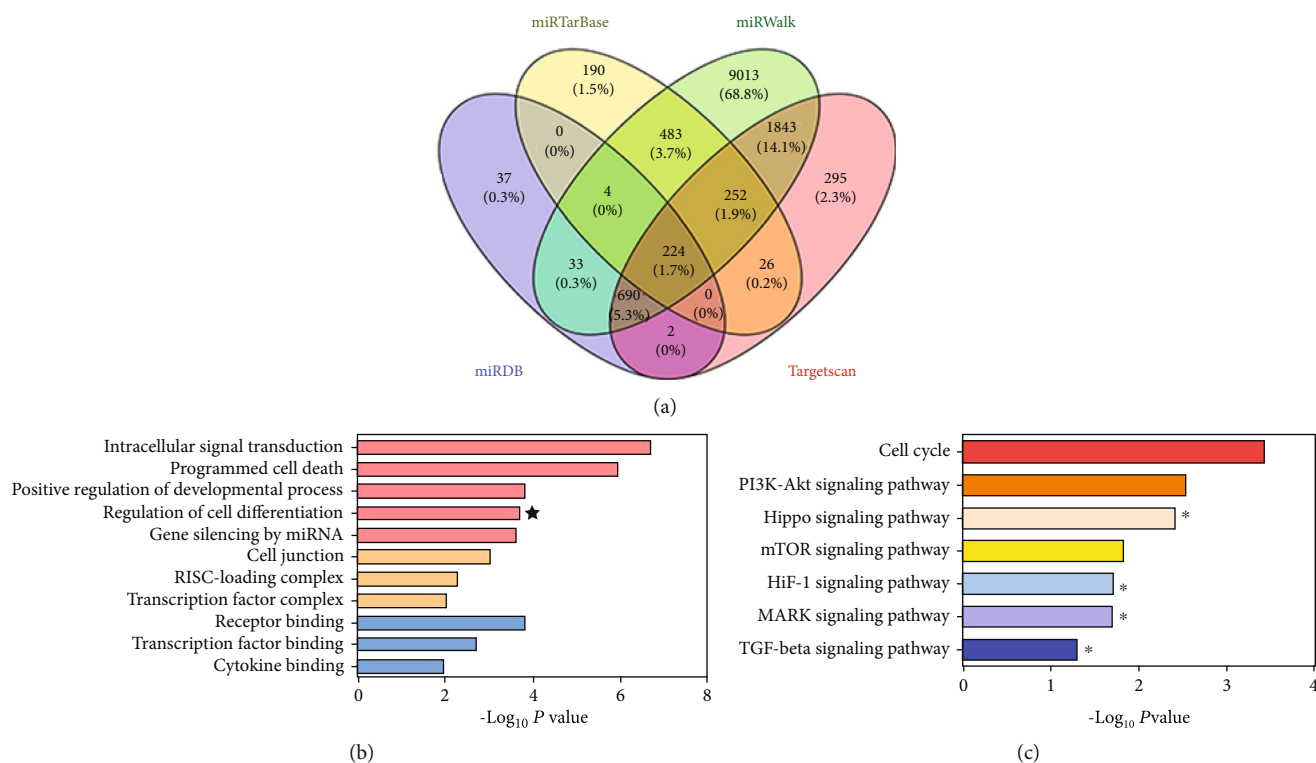 miRTarBase
miRWalk
190
(1.5%)
9013
(68.8%)
0
(0%)
483
(3.7%)
1843
(14.1%)
37
(0.3%)
4
(0%)
252
(1.9%)
295
(2.3%)
33
(0.3%)
224
(1.7%)
26
(0.2%)
690
(5.3%)
0
(0%)
2
(0%)
miRDB
Targetscan
(a)
Intracellular signal transduction
Programmed cell death
Positive regulation of developmental process
Regulation of cell differentiation
Gene silencing by miRNA
Cell junction
RISC-loading complex
Transcription factor complex
Receptor binding
Transcription factor binding
Cytokine binding
0 2 4 6 8
-Log10 P value
(b)
Cell cycle
PI3K-Akt signaling pathway
Hippo signaling pathway *
mTOR signaling pathway
HiF-1 signaling pathway *
MARK signaling pathway *
TGF-beta signaling pathway *
0 1 2 3 4
-Log10 Pvalue
(c)